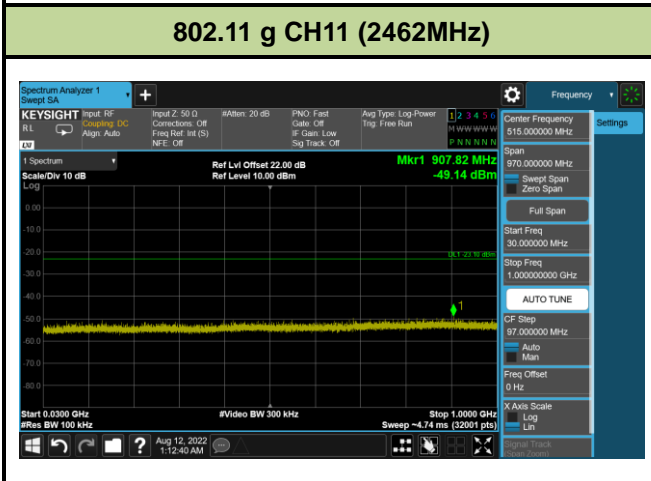 802.11 g CH11 (2462MHz)
Spectrum Analyzer 1
Swept SA
+
Frequency
KEYSIGHT
RL
Input: RF
Coupling: DC
Align: Auto
Input Z: 50 Ω
Corrections: Off
Freq Ref: Int (S)
NFE: Off
#Atten: 20 dB
PNO: Fast
Gate: Off
IF Gain: Low
Sig Track: Off
Avg Type: Log-Power
Trig: Free Run
1 2 3 4 5 6
M W W W W W
P N N N N N
LXI
1 Spectrum
Scale/Div 10 dB
Log
Ref Lvl Offset 22.00 dB
Ref Level 10.00 dBm
Mkr1 907.82 MHz
-49.14 dBm
0.00
-10.0
-20.0
-30.0
-40.0
-50.0
-60.0
-70.0
-80.0
DL1 -23.10 dBm
1
Start 0.0300 GHz
#Res BW 100 kHz
#Video BW 300 kHz
Stop 1.0000 GHz
Sweep ~4.74 ms (32001 pts)
Center Frequency
515.000000 MHz
Span
970.000000 MHz
Swept Span
Zero Span
Full Span
Start Freq
30.000000 MHz
Stop Freq
1.000000000 GHz
AUTO TUNE
CF Step
97.000000 MHz
Auto
Man
Freq Offset
0 Hz
X Axis Scale
Log
Lin
Signal Track
(Span Zoom)
Settings
?
Aug 12, 2022
1:12:40 AM